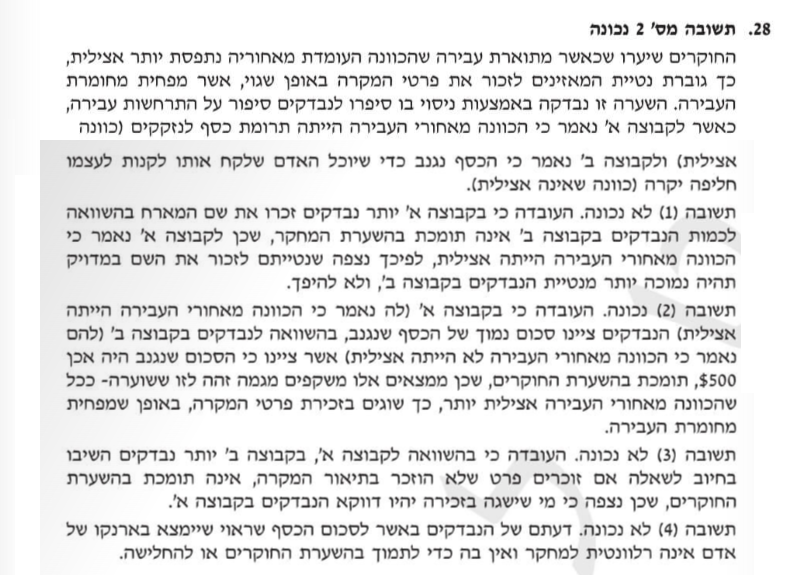 28. תשובה מס' 2 נכונה
החוקרים שיערו שכאשר מתוארת עבירה שהכוונה העומדת מאחוריה נתפסת יותר אצילית,
כך גוברת נטיית המאזינים לזכור את פרטי המקרה באופן שגוי, אשר מפחית מחומרת
העבירה. השערה זו נבדקה באמצעות ניסוי בו סיפרו לנבדקים סיפור על התרחשות עבירה,
כאשר לקבוצה א' נאמר כי הכוונה מאחורי העבירה הייתה תרומת כסף לנזקקים (כוונה
אצילית) ולקבוצה ב' נאמר כי הכסף נגנב כדי שיוכל האדם שלקח אותו לקנות לעצמו
חליפה יקרה (כוונה שאינה אצילית).
תשובה (1) לא נכונה. העובדה כי בקבוצה א' יותר נבדקים זכרו את שם המארח בהשוואה
לכמות הנבדקים בקבוצה ב' אינה תומכת בהשערת המחקר, שכן לקבוצה א' נאמר כי
הכוונה מאחורי העבירה הייתה אצילית, לפיכך נצפה שנטייתם לזכור את השם במדויק
תהיה נמוכה יותר מנטיית הנבדקים בקבוצה ב', ולא להיפך.
תשובה (2) נכונה. העובדה כי בקבוצה א' (לה נאמר כי הכוונה מאחורי העבירה הייתה
אצילית) הנבדקים ציינו סכום נמוך של הכסף שנגנב, בהשוואה לנבדקים בקבוצה ב' (להם
נאמר כי הכוונה מאחורי העבירה לא הייתה אצילית) אשר ציינו כי הסכום שנגנב היה אכן
500$, תומכת בהשערת החוקרים, שכן ממצאים אלו משקפים מגמה זהה לזו ששוערה- ככל
שהכוונה מאחורי העבירה אצילית יותר, כך שוגים בזכירת פרטי המקרה, באופן שמפחית
מחומרת העבירה.
תשובה (3) לא נכונה. העובדה כי בהשוואה לקבוצה א', בקבוצה ב' יותר נבדקים השיבו
בחיוב לשאלה אם זוכרים פרט שלא הוזכר בתיאור המקרה, אינה תומכת בהשערת
החוקרים, שכן נצפה כי מי שישגה בזכירה יהיו דווקא הנבדקים בקבוצה א'.
תשובה (4) לא נכונה. דעתם של הנבדקים באשר לסכום הכסף שראוי שיימצא בארנקו של
אדם אינה רלוונטית למחקר ואין בה כדי לתמוך בהשערת החוקרים או להחלישה.